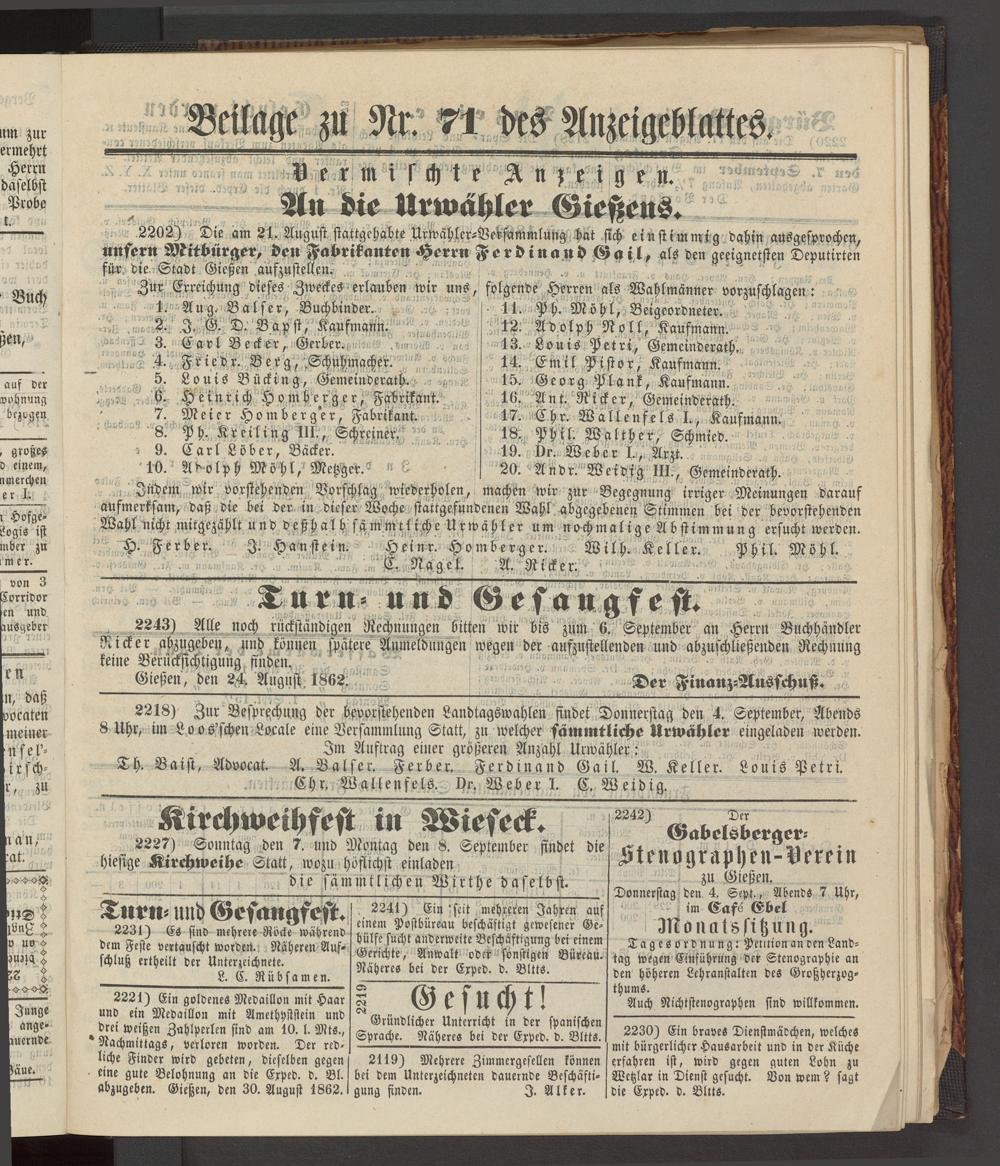 Beilage zu Nr. 71 des Anzeigeblattes.
Vermischte Anzeigen.
An die Urwähler Gießens.
2202) Die am 21. August stattgehabte Urwähler-Versammlung hat sich einstimmig dahin ausgesprochen,
unsern Mitbürger, den Fabrikanten Herrn Ferdinand Gail, als den geeignetsten Deputirten
für die Stadt Gießen aufzustellen.
Zur Erreichung dieses Zweckes erlauben wir uns, folgende Herren als Wahlmänner vorzuschlagen:
1. Aug. Balser, Buchbinder.
2. J. G. D. Bapst, Kaufmann.
3. Carl Becker, Gerber.
4. Friedr. Berg, Schuhmacher.
5. Louis Bücking, Gemeinderath.
6. Heinrich Homberger, Fabrikant.
7. Meier Homberger, Fabrikant.
8. Ph. Kreiling III., Schreiner.
9. Carl Löber, Bäcker.
10. Adolph Möhl, Metzger.
11. Ph. Möhl, Beigeordneter.
12. Adolph Noll, Kaufmann.
13. Louis Petri, Gemeinderath.
14. Emil Pistor, Kaufmann.
15. Georg Plank, Kaufmann.
16. Ant. Ricker, Gemeinderath.
17. Chr. Wallenfels I., Kaufmann.
18. Phil. Walther, Schmied.
19. Dr. Weber I., Arzt.
20. Andr. Weidig III., Gemeinderath.
Indem wir vorstehenden Vorschlag wiederholen, machen wir zur Begegnung irriger Meinungen darauf
aufmerksam, daß die bei der in dieser Woche stattgefundenen Wahl abgegebenen Stimmen bei der bevorstehenden
Wahl nicht mitgezählt und deßhalb sämmtliche Urwähler um nochmalige Abstimmung ersucht werden.
H. Ferber. J. Hanstein. Heinr. Homberger. Wilh. Keller. Phil. Möhl.
C. Nagel. A. Ricker.
Turn- und Gesangfest.
2243) Alle noch rückständigen Rechnungen bitten wir bis zum 6. September an Herrn Buchhändler
Ricker abzugeben, und können spätere Anmeldungen wegen der aufzustellenden und abzuschließenden Rechnung
keine Berücksichtigung finden.
Gießen, den 24. August 1862. Der Finanz-Ausschuß.
2218) Zur Besprechung der bevorstehenden Landtagswahlen findet Donnerstag den 4. September, Abends
8 Uhr, im Loos'schen Locale eine Versammlung Statt, zu welcher sämmtliche Urwähler eingeladen werden.
Im Auftrag einer größeren Anzahl Urwähler:
Th. Baist, Advocat. A. Balser. Ferber. Ferdinand Gail. W. Keller. Louis Petri.
Chr. Wallenfels. Dr. Weber I. C. Weidig.
Kirchweihfest in Wieseck.
2227) Sonntag den 7. und Montag den 8. September findet die
hiesige Kirchweihe Statt, wozu höflichst einladen
die sämmtlichen Wirthe daselbst.
Turn- und Gesangfest.
2231) Es sind mehrere Röcke während
dem Feste vertauscht worden. Näheren Auf-
schluß ertheilt der Unterzeichnete.
L. C. Rübsamen.
2221) Ein goldenes Medaillon mit Haar
und ein Medaillon mit Amethyststein und
drei weißen Zahlperlen sind am 10. l. Mts.,
Nachmittags, verloren worden. Der red-
liche Finder wird gebeten, dieselben gegen
eine gute Belohnung an die Exped. d. Bl.
abzugeben. Gießen, den 30. August 1862.
2241) Ein seit mehreren Jahren auf
einem Postbüreau beschäftigt gewesener Ge-
hülfe sucht anderweite Beschäftigung bei einem
Gerichte, Anwalt oder sonstigen Büreau.
Näheres bei der Exped. d. Bltts.
2219
Gesucht!
Gründlicher Unterricht in der spanischen
Sprache. Näheres bei der Exped. d. Bltts.
2119) Mehrere Zimmergesellen können
bei dem Unterzeichneten dauernde Beschäfti-
gung finden. J. Alker.
2242) Der
Gabelsberger-
Stenographen-Verein
zu Gießen.
Donnerstag den 4. Sept., Abends 7 Uhr,
im Café Ebel
Monatssitzung.
Tagesordnung: Petition an den Land-
tag wegen Einführung der Stenographie an
den höheren Lehranstalten des Großherzog-
thums.
Auch Nichtstenographen sind willkommen.
2230) Ein braves Dienstmädchen, welches
mit bürgerlicher Hausarbeit und in der Küche
erfahren ist, wird gegen guten Lohn zu
Wetzlar in Dienst gesucht. Von wem? sagt
die Exped. d. Bltts.